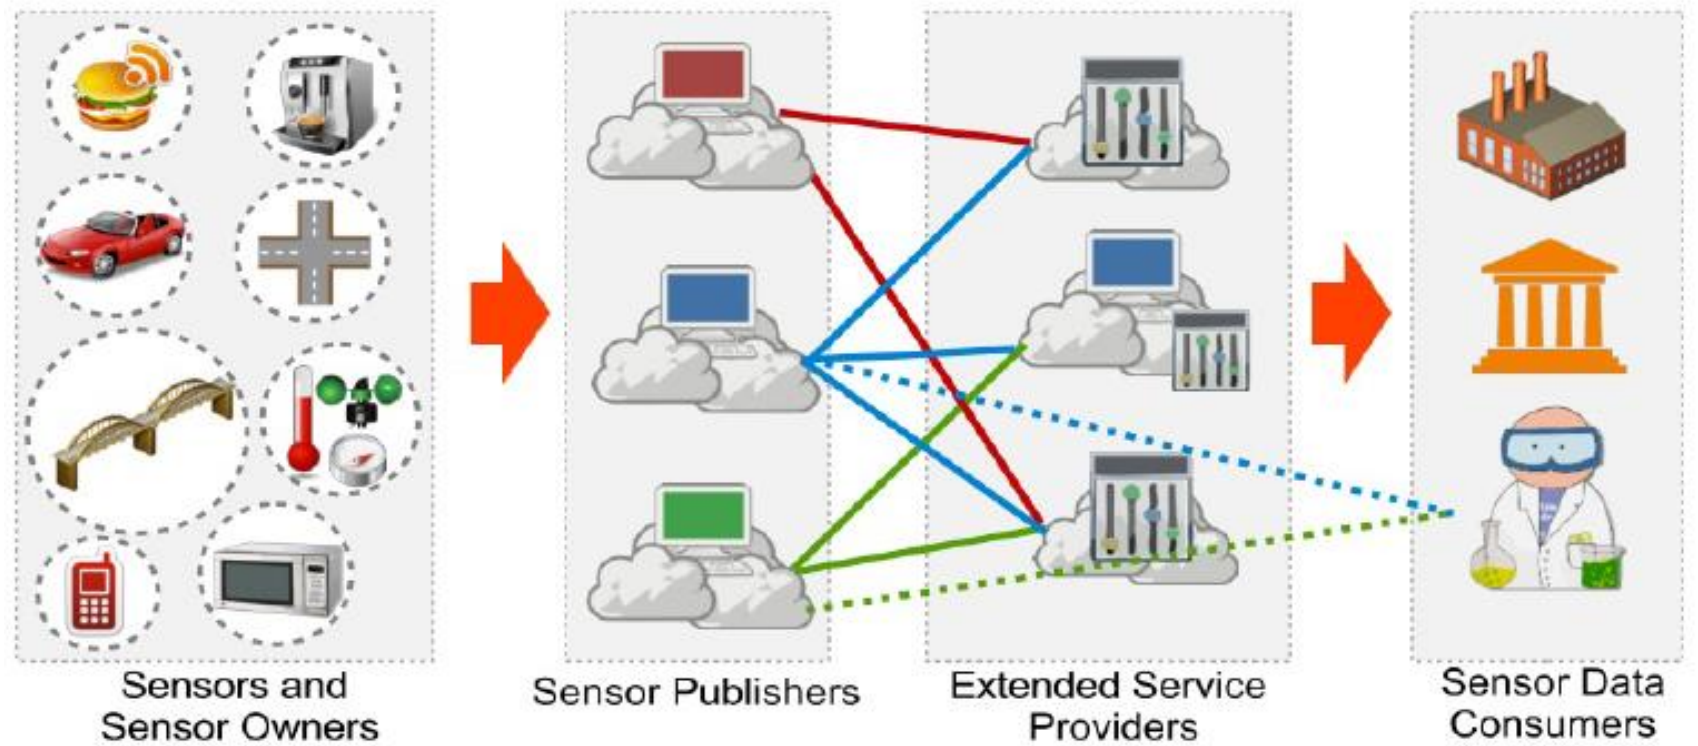 Sensors and
Sensor Owners
Sensor Publishers
Extended Service
Providers
Sensor Data
Consumers